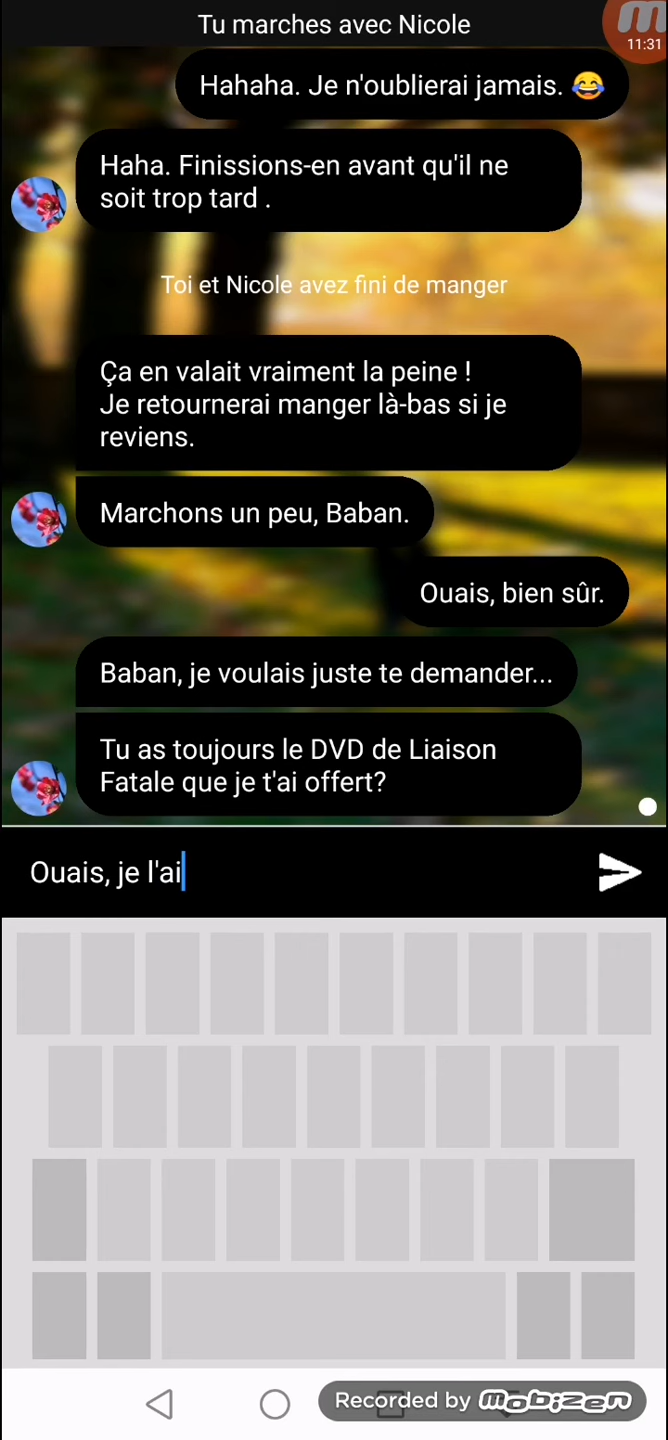 Tu marches avec Nicole
11:31
Hahaha. Je n'oublierai jamais. 😂
Haha. Finissions-en avant qu'il ne
soit trop tard .
Toi et Nicole avez fini de manger
Ça en valait vraiment la peine !
Je retournerai manger là-bas si je
reviens.
Marchons un peu, Baban.
Ouais, bien sûr.
Baban, je voulais juste te demander...
Tu as toujours le DVD de Liaison
Fatale que je t'ai offert?
Ouais, je l'ai
Recorded by mobizen